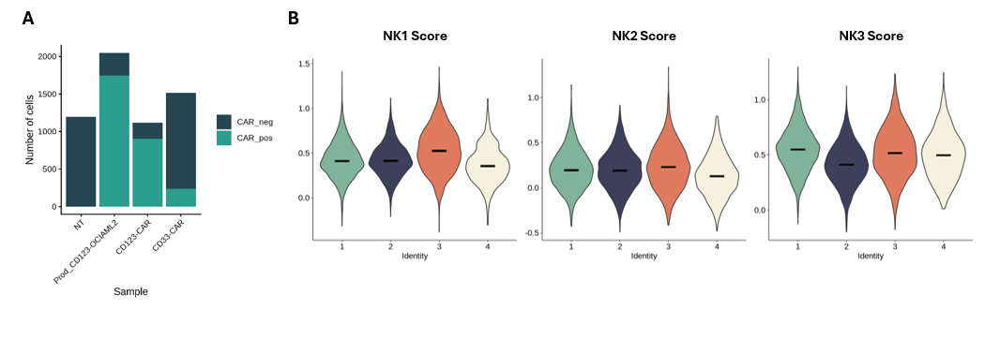 A
Number of cells
2000
1500
1000
500
0
NT
Prod_CD123-OCIAML2
CD123-CAR
CD33-CAR
Sample
CAR_neg
CAR_pos
B
NK1 Score
1.5
1.0
0.5
0.0
1 2 3 4
Identity
NK2 Score
1.0
0.5
0.0
-0.5
1 2 3 4
Identity
NK3 Score
1.0
0.5
0.0
1 2 3 4
Identity